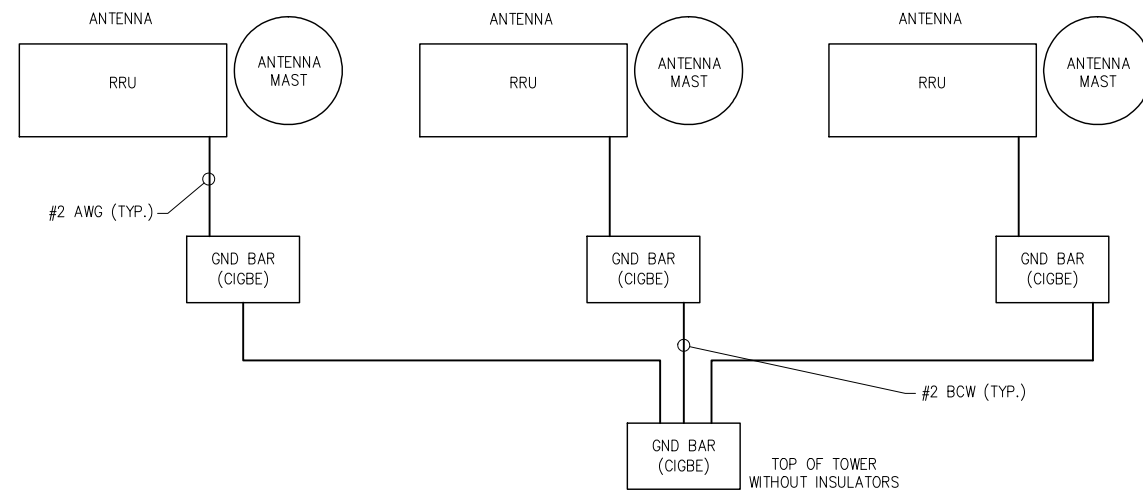 ANTENNA
ANTENNA
ANTENNA
RRU
ANTENNA
MAST
RRU
ANTENNA
MAST
RRU
ANTENNA
MAST
#2 AWG (TYP.)
GND BAR
(CIGBE)
GND BAR
(CIGBE)
GND BAR
(CIGBE)
#2 BCW (TYP.)
GND BAR
(CIGBE)
TOP OF TOWER
WITHOUT INSULATORS